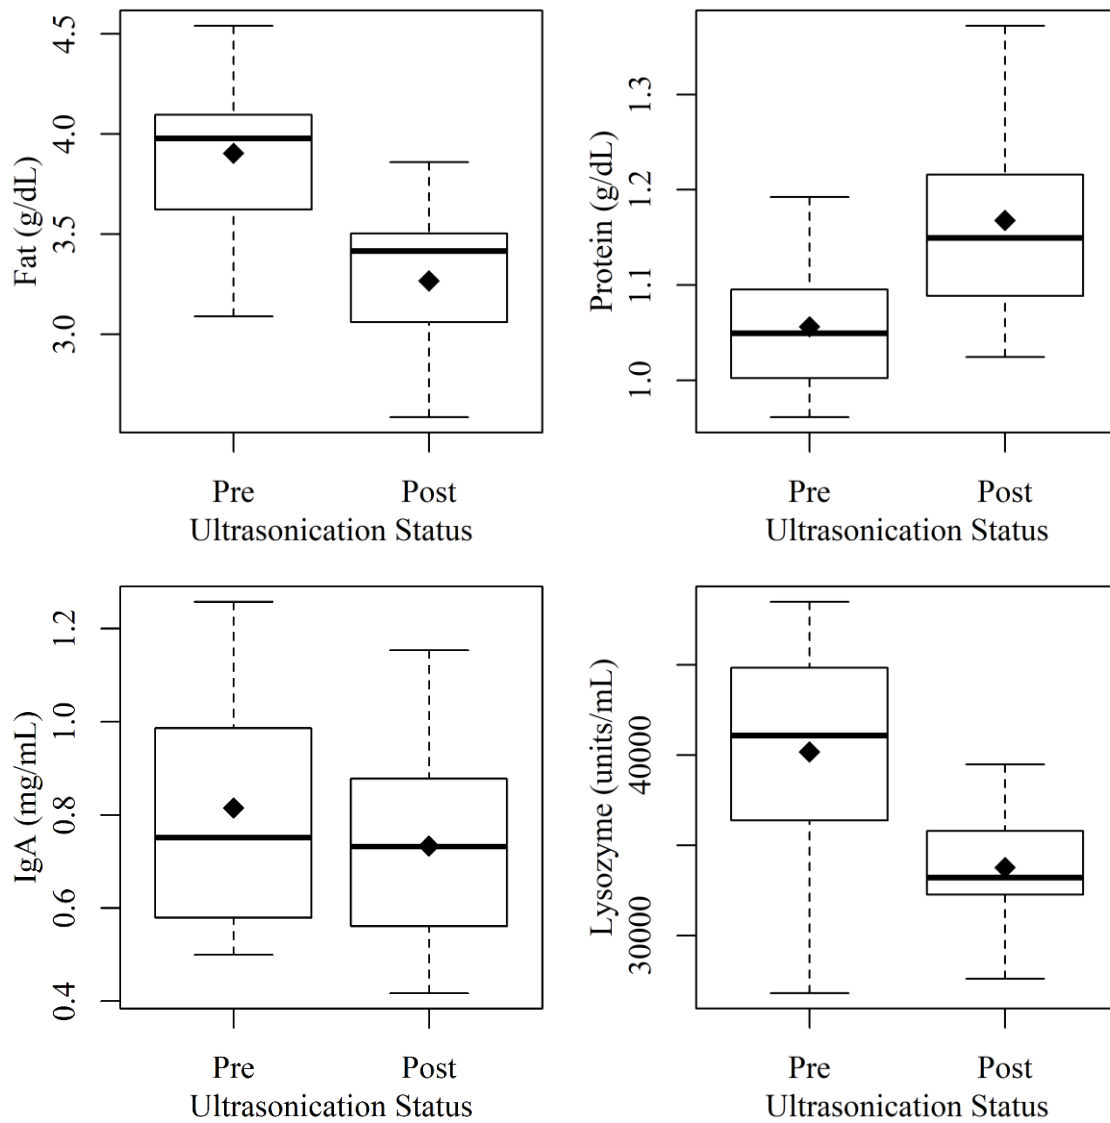 Fat (g/dL)
4.5
4.0
3.5
3.0
Pre Post
Ultrasonication Status
Protein (g/dL)
1.3
1.2
1.1
1.0
Pre Post
Ultrasonication Status
IgA (mg/mL)
1.2
1.0
0.8
0.6
0.4
Pre Post
Ultrasonication Status
Lysozyme (units/mL)
40000
30000
Pre Post
Ultrasonication Status